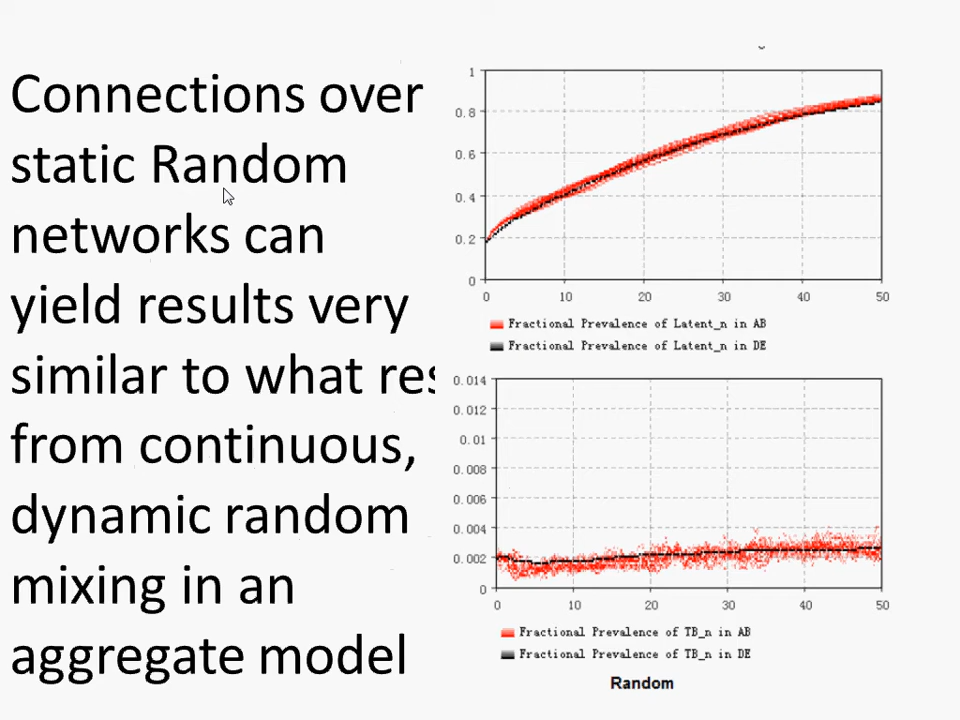 Connections over
static Random
networks can
yield results very
similar to what
from continuous,
dynamic random
mixing in an
aggregate model
1
0.8
0.6
0.4
0.2
0
0 10 20 30 40 50
Fractional Prevalence of Latent_n in AB
Fractional Prevalence of Latent_n in DE
0.014
0.012
0.01
0.008
0.006
0.004
0.002
0
0 10 20 30 40 50
Fractional Prevalence of TB_n in AB
Fractional Prevalence of TB_n in DE
Random